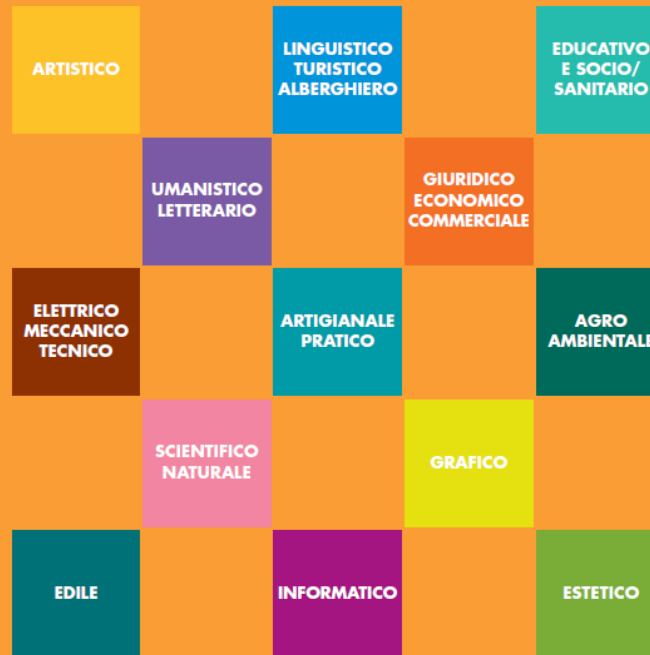 ARTISTICO
LINGUISTICO
TURISTICO
ALBERGHIERO
EDUCATIVO
E SOCIO/
SANITARIO
UMANISTICO
LETTERARIO
GIURIDICO
ECONOMICO
COMMERCIALE
ELETTRICO
MECCANICO
TECNICO
ARTIGIANALE
PRATICO
AGRO
AMBIENTALE
SCIENTIFICO
NATURALE
GRAFICO
EDILE
INFORMATICO
ESTETICO